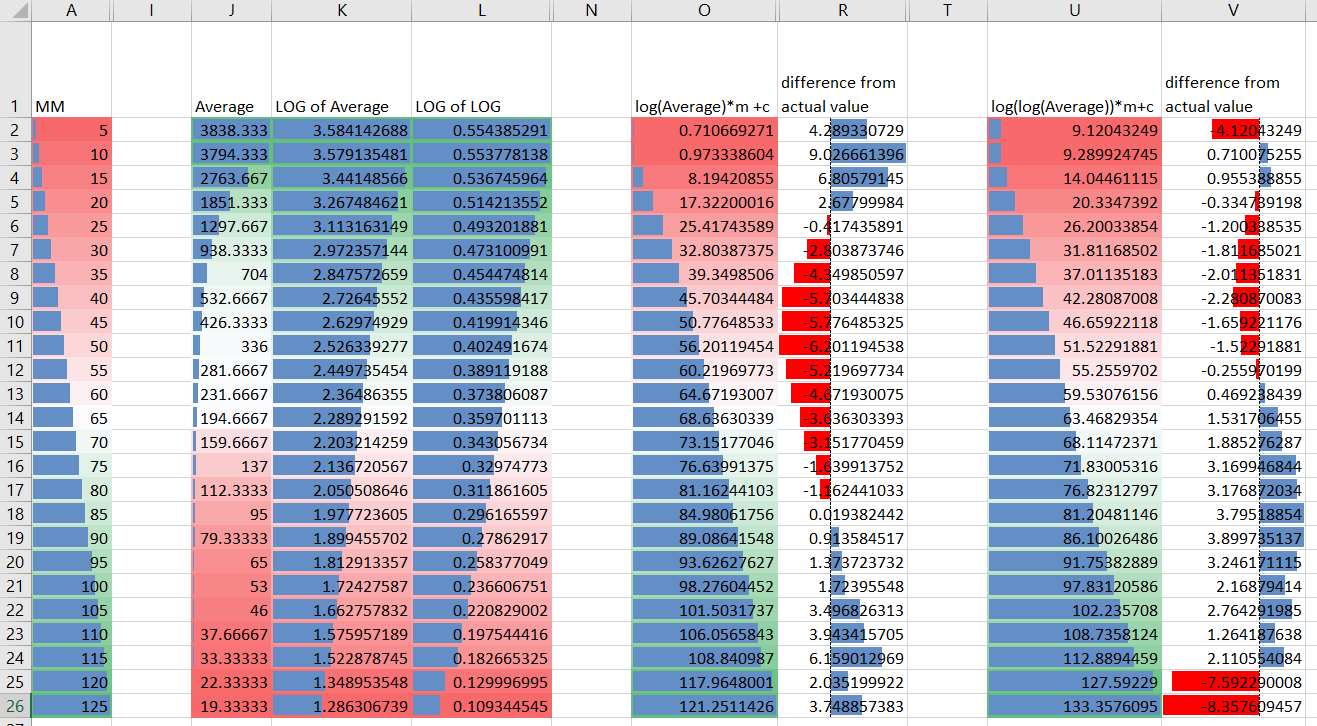 A I J K L N O R T U V
difference from difference from
1 MM Average LOG of Average LOG of LOG log(Average)*m +c actual value log(log(Average))*m+c actual value
2 5 3838.333 3.584142688 0.554385291 0.710669271 4.289330729 9.12043249 -4.12043249
3 10 3794.333 3.579135481 0.553778138 0.973338604 9.026661396 9.289924745 0.710075255
4 15 2763.667 3.44148566 0.536745964 8.19420855 6.80579145 14.04461115 0.955388855
5 20 1851.333 3.267484621 0.514213552 17.32200016 2.67799984 20.3347392 -0.334739198
6 25 1297.667 3.113163149 0.493201881 25.41743589 -0.417435891 26.20033854 -1.200338535
7 30 938.3333 2.972357144 0.473100991 32.80387375 -2.803873746 31.81168502 -1.811685021
8 35 704 2.847572659 0.454474814 39.3498506 -4.349850597 37.01135183 -2.011351831
9 40 532.6667 2.72645552 0.435598417 45.70344484 -5.703444838 42.28087008 -2.280870083
10 45 426.3333 2.62974929 0.419914346 50.77648533 -5.776485325 46.65922118 -1.659221176
11 50 336 2.526339277 0.402491674 56.20119454 -6.201194538 51.52291881 -1.52291881
12 55 281.6667 2.449735454 0.389119188 60.21969773 -5.219697734 55.2559702 -0.255970199
13 60 231.6667 2.36486355 0.373806087 64.67193007 -4.671930075 59.53076156 0.469238439
14 65 194.6667 2.289291592 0.359701113 68.63630339 -3.636303393 63.46829354 1.531706455
15 70 159.6667 2.203214259 0.343056734 73.15177046 -3.151770459 68.11472371 1.885276287
16 75 137 2.136720567 0.32974773 76.63991375 -1.639913752 71.83005316 3.169946844
17 80 112.3333 2.050508646 0.311861605 81.16244103 -1.162441033 76.82312797 3.176872034
18 85 95 1.977723605 0.296165597 84.98061756 0.019382442 81.20481146 3.79518854
19 90 79.33333 1.899455702 0.27862917 89.08641548 0.913584517 86.10026486 3.899735137
20 95 65 1.812913357 0.258377049 93.62627627 1.373723732 91.75382889 3.246171115
21 100 53 1.72427587 0.236606751 98.27604452 1.72395548 97.83120586 2.16879414
22 105 46 1.662757832 0.220829002 101.5031737 3.496826313 102.235708 2.764291985
23 110 37.66667 1.575957189 0.197544416 106.0565843 3.943415705 108.7358124 1.264187638
24 115 33.33333 1.522878745 0.182665325 108.840987 6.159012969 112.8894459 2.110554084
25 120 22.33333 1.348953548 0.129996995 117.9648001 2.035199922 127.59229 -7.592290008
26 125 19.33333 1.286306739 0.109344545 121.2511426 3.748857383 133.3576095 -8.357609457